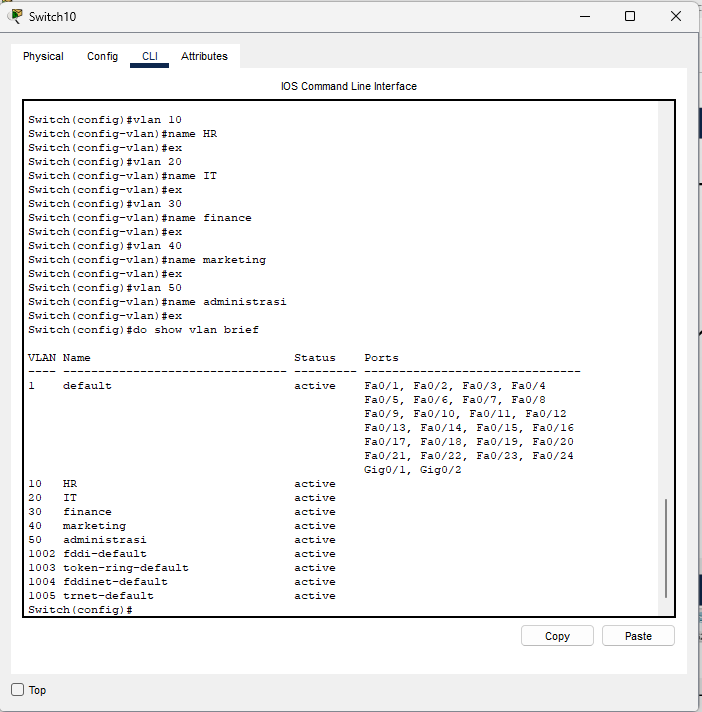 Switch10
Physical Config CLI Attributes
IOS Command Line Interface
Switch(config)#vlan 10
Switch(config-vlan)#name HR
Switch(config-vlan)#ex
Switch(config)#vlan 20
Switch(config-vlan)#name IT
Switch(config-vlan)#ex
Switch(config)#vlan 30
Switch(config-vlan)#name finance
Switch(config-vlan)#ex
Switch(config)#vlan 40
Switch(config-vlan)#name marketing
Switch(config-vlan)#ex
Switch(config)#vlan 50
Switch(config-vlan)#name administrasi
Switch(config-vlan)#ex
Switch(config)#do show vlan brief
VLAN Name                             Status    Ports
---- -------------------------------- --------- -------------------------------
1    default                          active    Fa0/1, Fa0/2, Fa0/3, Fa0/4
                                                Fa0/5, Fa0/6, Fa0/7, Fa0/8
                                                Fa0/9, Fa0/10, Fa0/11, Fa0/12
                                                Fa0/13, Fa0/14, Fa0/15, Fa0/16
                                                Fa0/17, Fa0/18, Fa0/19, Fa0/20
                                                Fa0/21, Fa0/22, Fa0/23, Fa0/24
                                                Gig0/1, Gig0/2
10   HR                               active
20   IT                               active
30   finance                          active
40   marketing                        active
50   administrasi                     active
1002 fddi-default                     active
1003 token-ring-default               active
1004 fddinet-default                  active
1005 trnet-default                    active
Switch(config)#
Copy Paste
Top